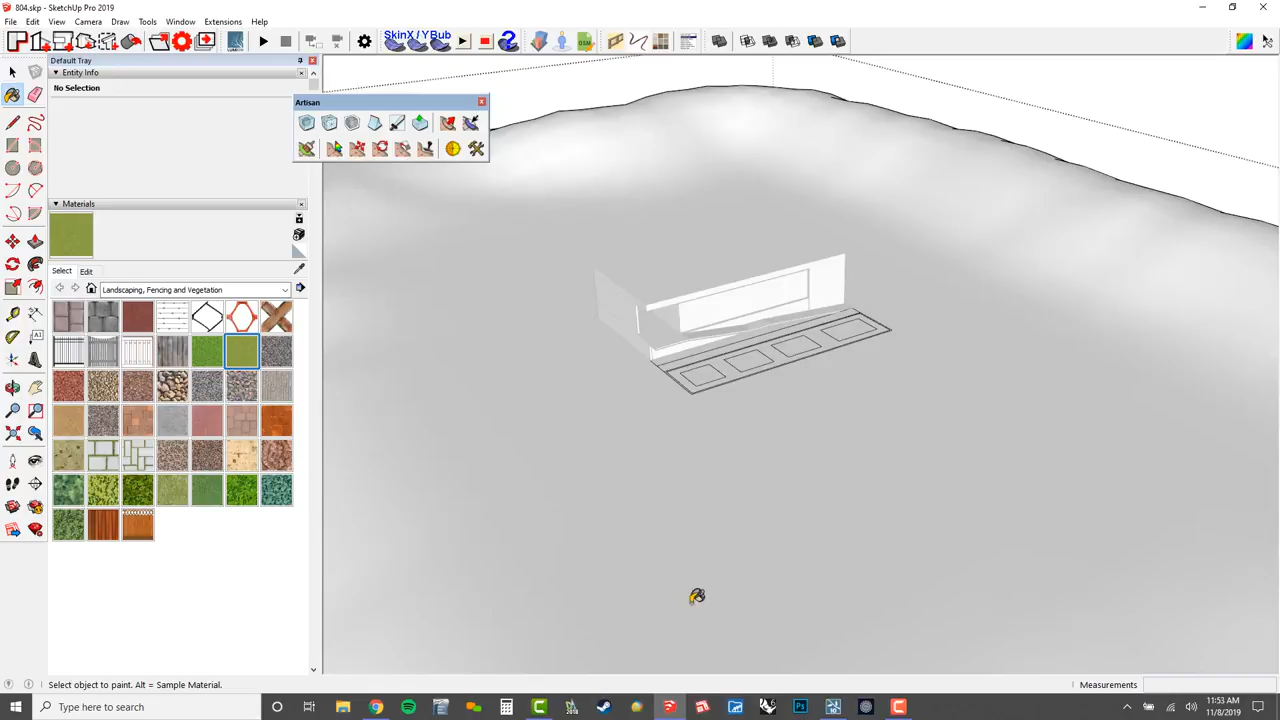 804.skp - SketchUp Pro 2019
File Edit View Camera Draw Tools Window Extensions Help
SkinX / YBub
Default Tray
Entity Info
No Selection
Artisan
Materials
Select Edit
Landscaping, Fencing and Vegetation
Select object to paint. Alt = Sample Material.
Measurements
Type here to search
11:53 AM
11/8/2019